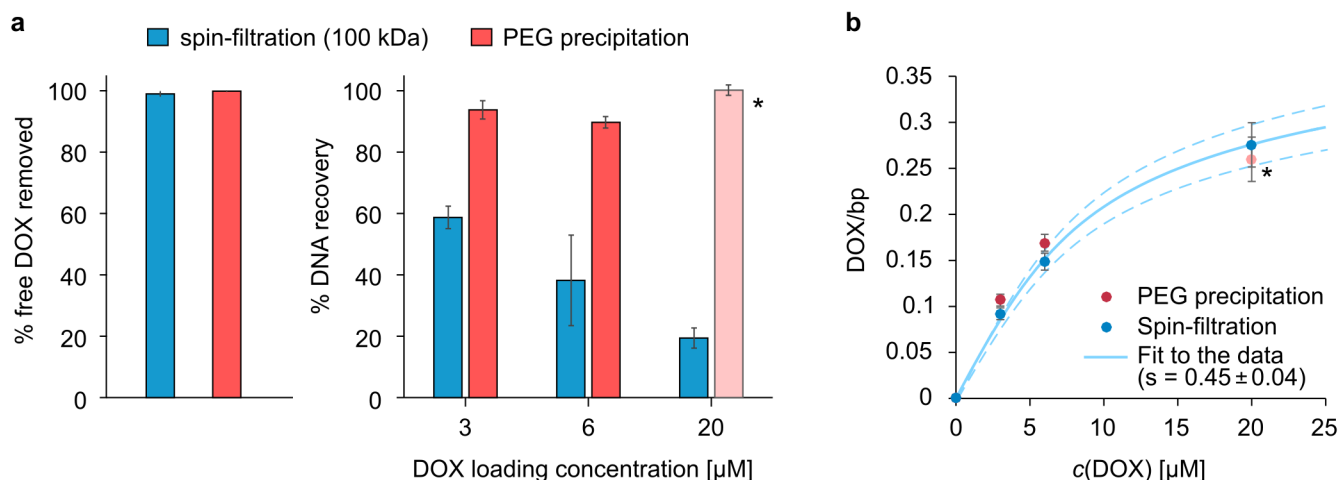 a
spin-filtration (100 kDa)
PEG precipitation
% free DOX removed
100
80
60
40
20
0
% DNA recovery
100
80
60
40
20
0
*
3
6
20
DOX loading concentration [µM]
b
DOX/bp
0.35
0.3
0.25
0.2
0.15
0.1
0.05
0
*
PEG precipitation
Spin-filtration
Fit to the data
(s = 0.45 ± 0.04)
0
5
10
15
20
25
c(DOX) [µM]